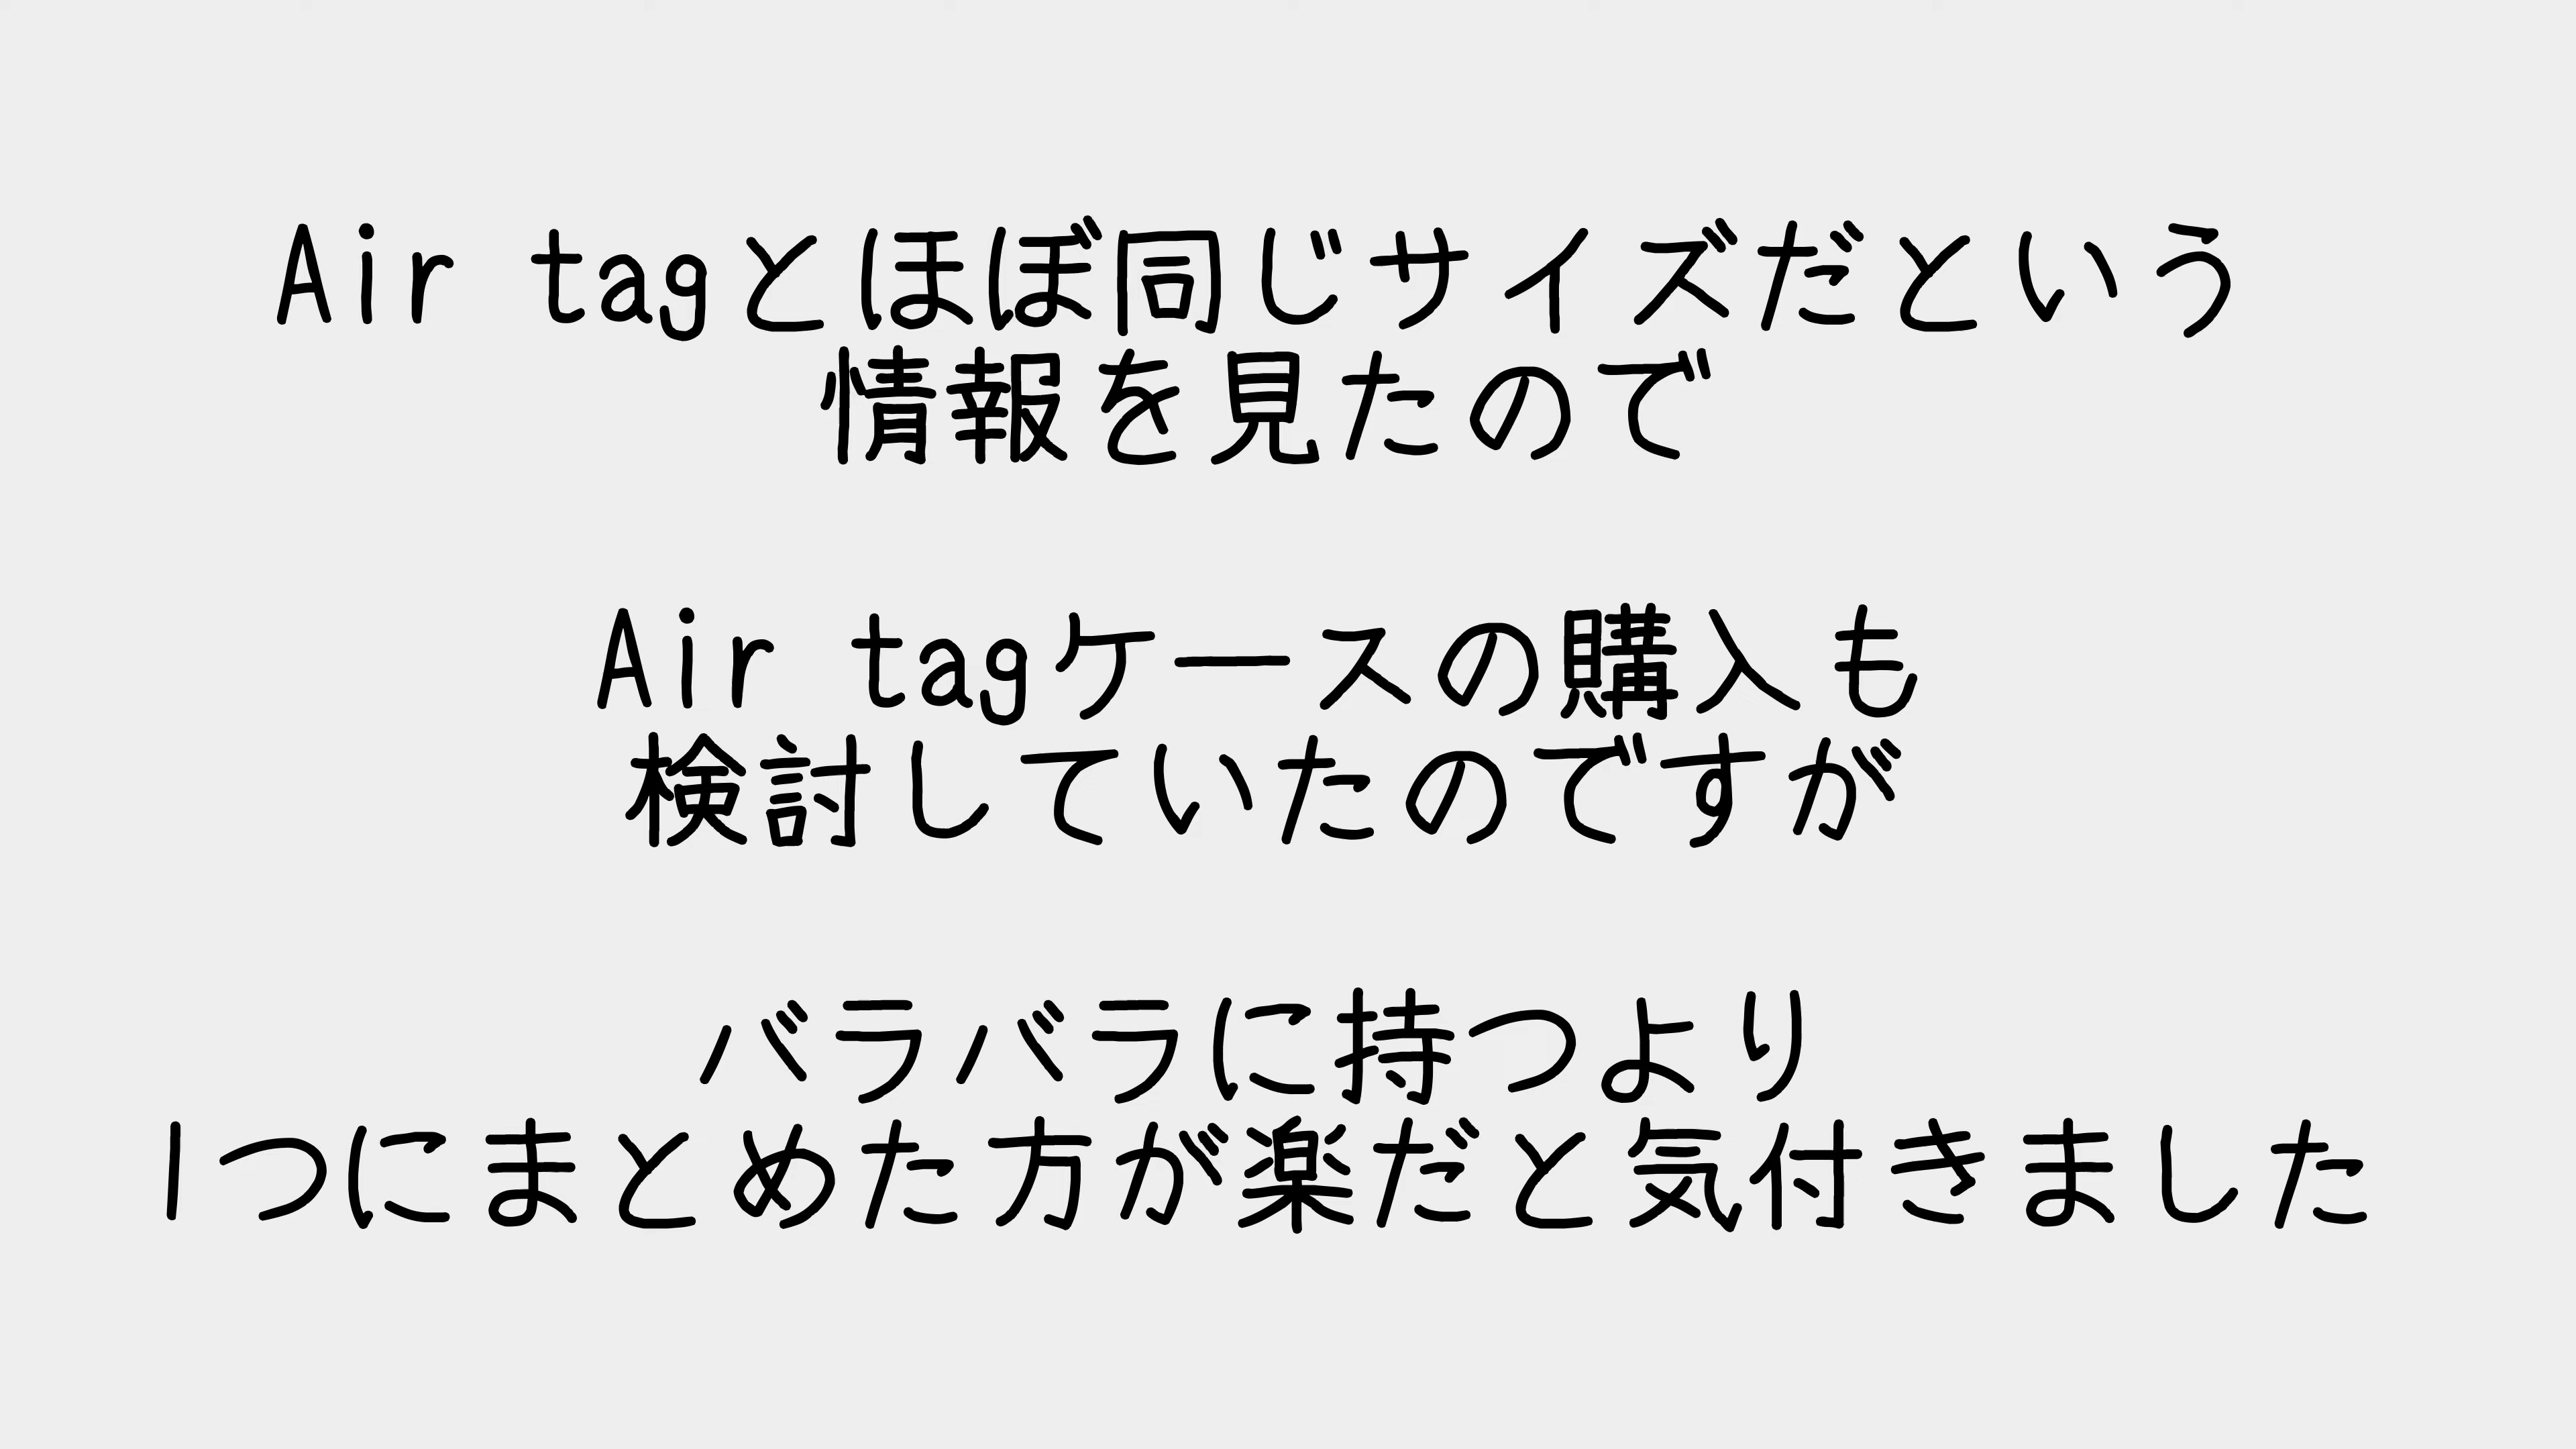 Air tagとほぼ同じサイズだという
情報を見たので
Air tagケースの購入も
検討していたのですが
バラバラに持つより
1つにまとめた方が楽だと気付きました